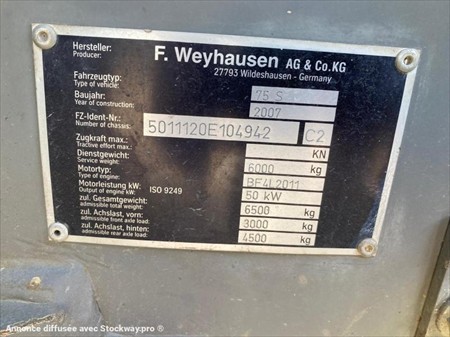 Hersteller: F. Weyhausen AG & Co.KG
Producer: 27793 Wildeshausen - Germany
Fahrzeugtyp: 75.5
Type of vehicle:
Baujahr: 2007
Year of construction:
FZ-Ident-Nr.: 5011120E104942 C2
Number of chassis:
Zugkraft max.: KN
Tractive effort max.:
Dienstgewicht: 6000 kg
Service weight:
Motortyp: BF4L2011
Type of engine:
Motorleistung kW: ISO 9249 50 kW
Output of engine kW:
zul. Gesamtgewicht: 6500 kg
admissible total weight:
zul. Achslast, vorn: 3000 kg
admissible front axle load:
zul. Achslast, hinten: 4500 kg
admissible rear axle load:
Annonce diffusée avec Stockway.pro ®